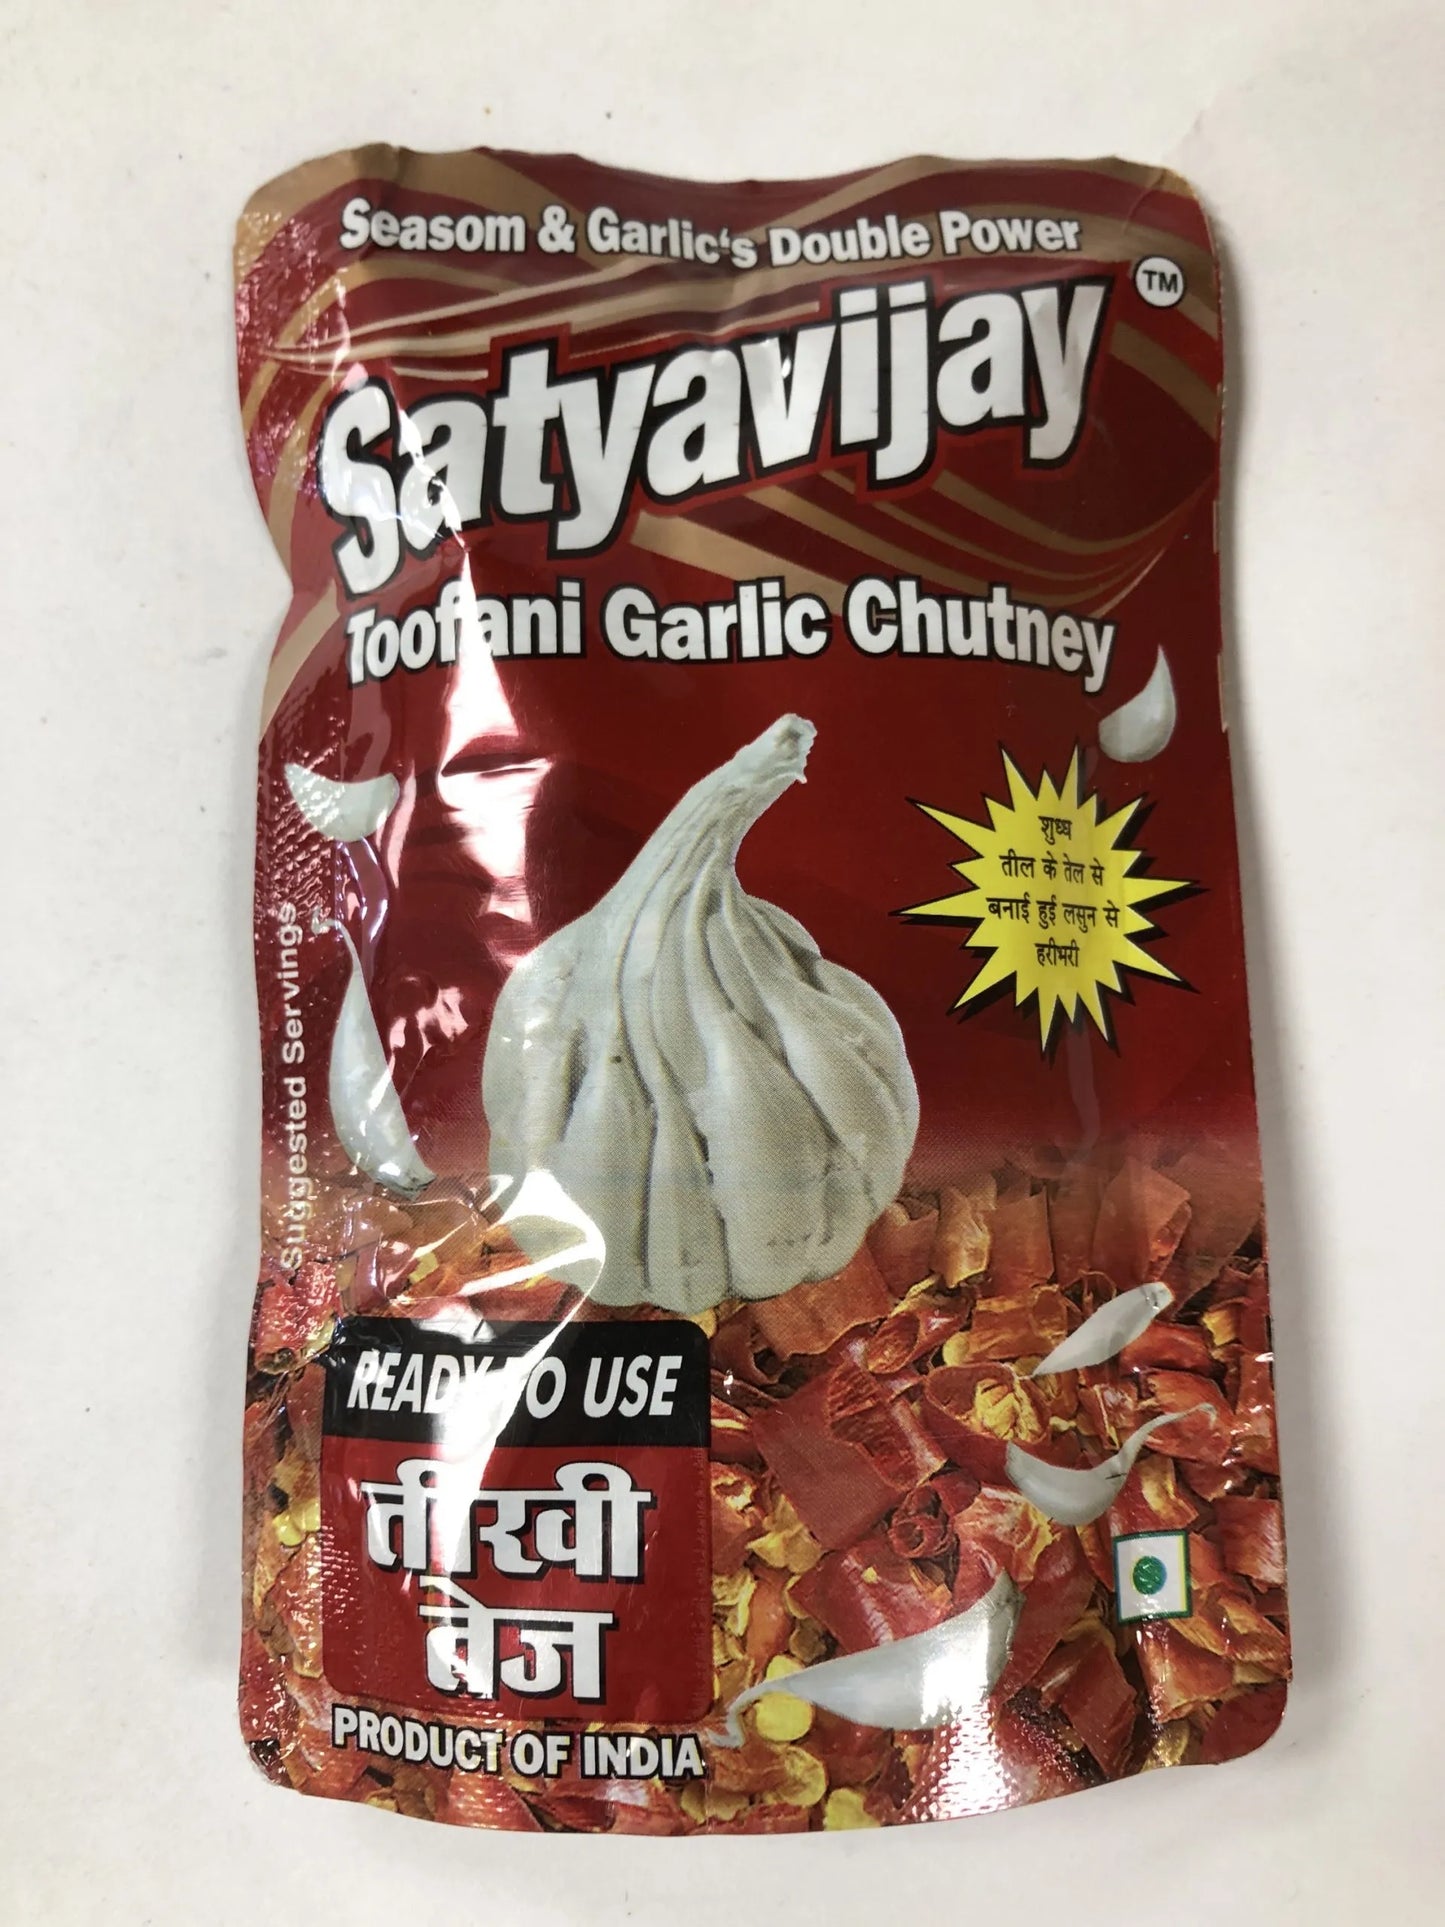 Seasom & Garlic's Double Power
Satyavijay TM
Toofani Garlic Chutney
शुध्ध
तील के तेल से
बनाई हुई लसुन से
हरीभरी
Suggested Servings
READY TO USE
तीखी
तेज
PRODUCT OF INDIA